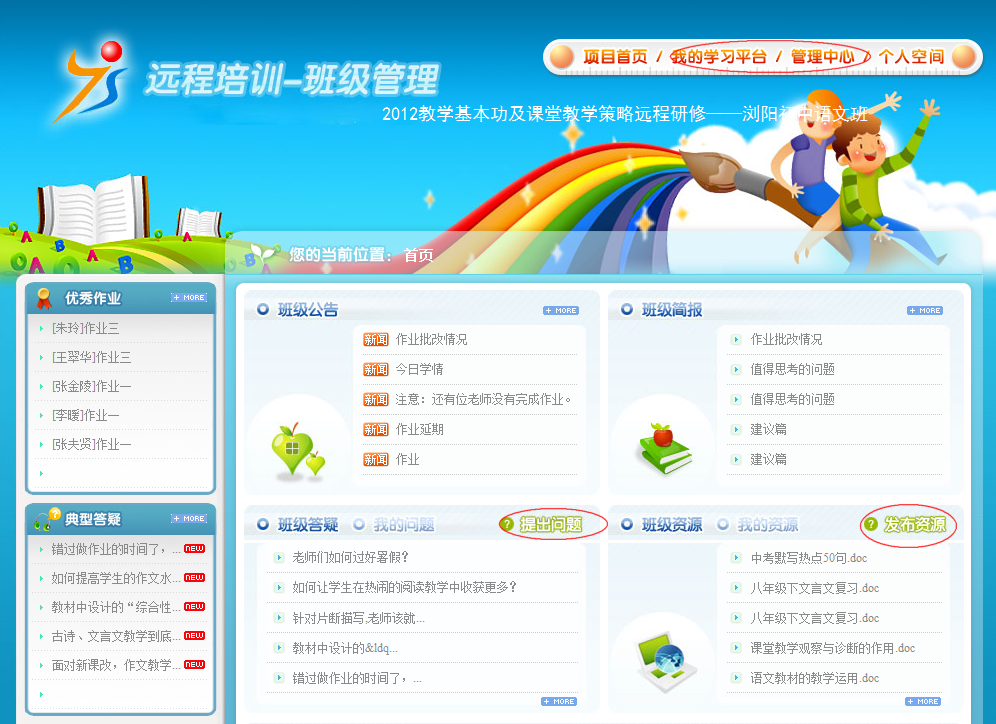 项目首页 / 我的学习平台 / 管理中心 / 个人空间
远程培训–班级管理
2012教学基本功及课堂教学策略远程研修——浏阳初中语文班
您的当前位置：首页
优秀作业
+ MORE
[朱玲]作业三
[王翠华]作业三
[张金陵]作业一
[李暖]作业一
[张夫贤]作业一
典型答疑
+ MORE
错过做作业的时间了，... NEW
如何提高学生的作文水... NEW
教材中设计的“综合性... NEW
古诗、文言文教学到底... NEW
面对新课改，作文教学... NEW
班级公告
+ MORE
新闻 作业批改情况
新闻 今日学情
新闻 注意：还有位老师没有完成作业。
新闻 作业延期
新闻 作业
班级简报
+ MORE
作业批改情况
值得思考的问题
值得思考的问题
建议篇
建议篇
班级答疑 我的问题 ? 提出问题
老师们如何过好暑假？
如何让学生在热闹的阅读教学中收获更多？
针对片断描写,老师该就...
教材中设计的&ldq...
错过做作业的时间了，...
+ MORE
班级资源 我的资源 ? 发布资源
中考默写热点50句.doc
八年级下文言文复习.doc
八年级下文言文复习.doc
课堂教学观察与诊断的作用.doc
语文教材的教学运用.doc
+ MORE